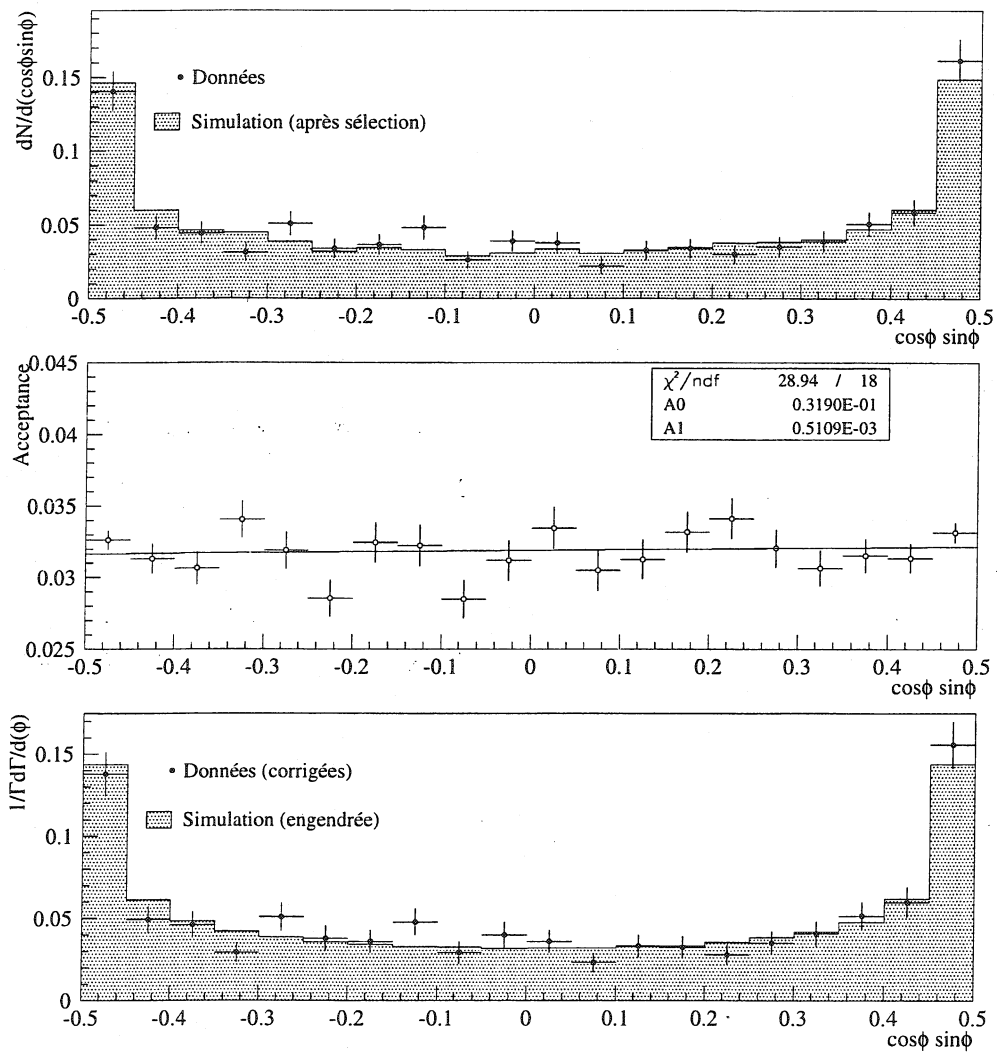 dN/d(cosϕsinϕ)
0.15
0.1
0.05
0
• Données
Simulation (après sélection)
-0.5 -0.4 -0.3 -0.2 -0.1 0 0.1 0.2 0.3 0.4 0.5
cosϕ sinϕ
Acceptance
0.045
0.04
0.035
0.03
0.025
χ²/ndf 28.94 / 18
A0 0.3190E-01
A1 0.5109E-03
-0.5 -0.4 -0.3 -0.2 -0.1 0 0.1 0.2 0.3 0.4 0.5
cosϕ sinϕ
1/ΓdΓ/d(ϕ)
0.15
0.1
0.05
0
• Données (corrigées)
Simulation (engendrée)
-0.5 -0.4 -0.3 -0.2 -0.1 0 0.1 0.2 0.3 0.4 0.5
cosϕ sinϕ